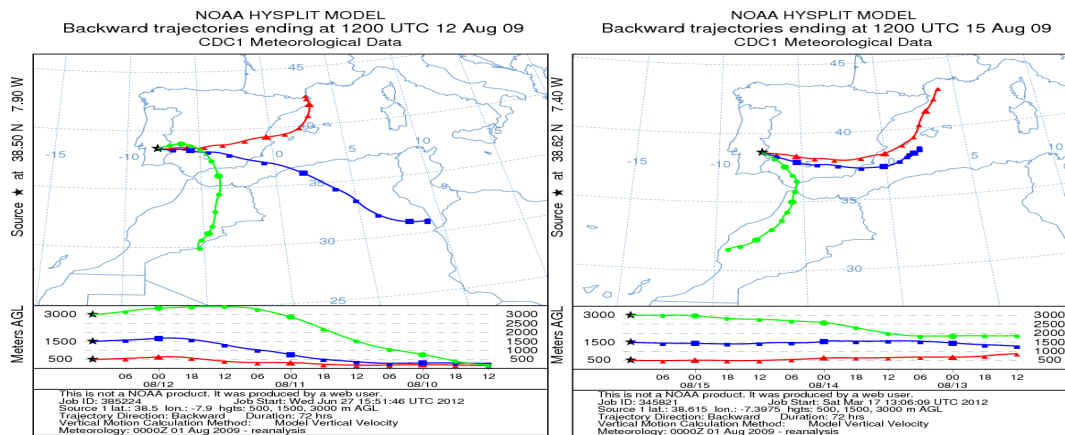 NOAA HYSPLIT MODEL
Backward trajectories ending at 1200 UTC 12 Aug 09
CDC1 Meteorological Data
Source ★ at 38.50 N 7.90 W
45
-15
-10
0
5
10
15
40
35
30
25
Meters AGL
3000
1500
500
3000
2500
2000
1500
1000
500
06 00 18 12 06 00 18 12 06 00 18 12
08/12 08/11 08/10
This is not a NOAA product. It was produced by a web user.
Job ID: 385224 Job Start: Wed Jun 27 15:51:46 UTC 2012
Source 1 lat.: 38.5 lon.: -7.9 hgts: 500, 1500, 3000 m AGL
Trajectory Direction: Backward Duration: 72 hrs
Vertical Motion Calculation Method: Model Vertical Velocity
Meteorology: 0000Z 01 Aug 2009 - reanalysis
NOAA HYSPLIT MODEL
Backward trajectories ending at 1200 UTC 15 Aug 09
CDC1 Meteorological Data
Source ★ at 38.62 N 7.40 W
45
-15
-10
0
5
10
15
40
35
30
Meters AGL
3000
1500
500
3000
2500
2000
1500
1000
500
06 00 18 12 06 00 18 12 06 00 18 12
08/15 08/14 08/13
This is not a NOAA product. It was produced by a web user.
Job ID: 345821 Job Start: Sat Mar 17 13:06:09 UTC 2012
Source 1 lat.: 38.615 lon.: -7.3975 hgts: 500, 1500, 3000 m AGL
Trajectory Direction: Backward Duration: 72 hrs
Vertical Motion Calculation Method: Model Vertical Velocity
Meteorology: 0000Z 01 Aug 2009 - reanalysis